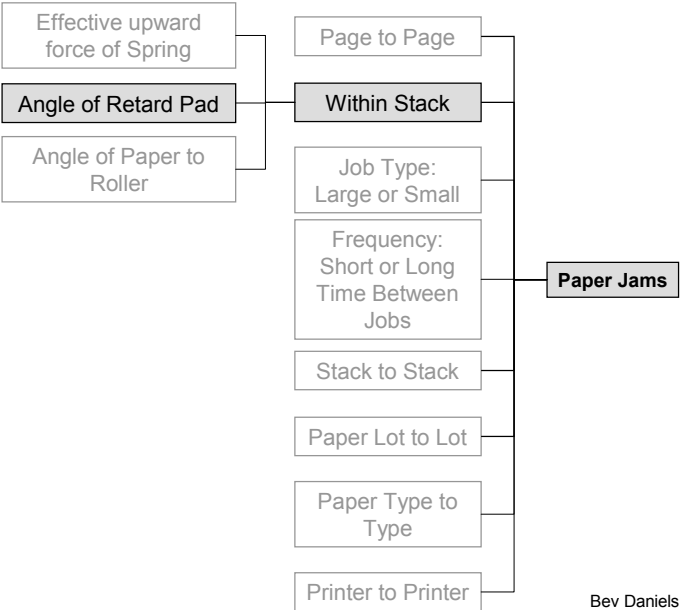 Effective upward
force of Spring
Angle of Retard Pad
Angle of Paper to
Roller
Page to Page
Within Stack
Job Type:
Large or Small
Frequency:
Short or Long
Time Between
Jobs
Stack to Stack
Paper Lot to Lot
Paper Type to
Type
Printer to Printer
Paper Jams
Bev Daniels